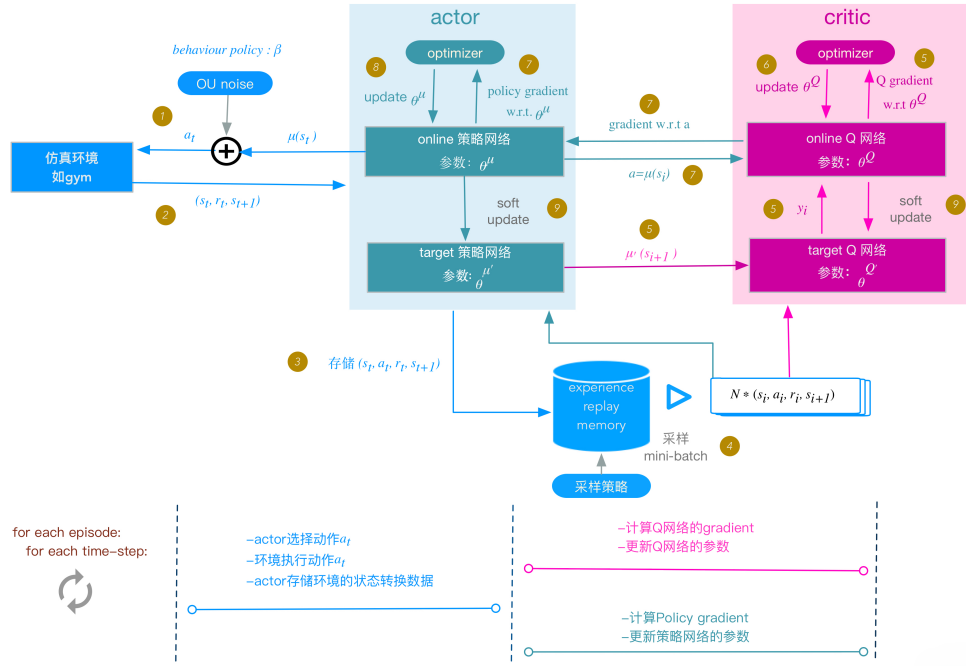 actor
critic
behaviour policy : β
optimizer
optimizer
8
7
6
5
OU noise
update θ^μ
policy gradient
w.r.t. θ^μ
update θ^Q
Q gradient
w.r.t θ^Q
1
7
a_t
μ(s_t)
gradient w.r.t a
仿真环境
如gym
online 策略网络
参数：θ^μ
online Q 网络
参数：θ^Q
a=μ(s_i)
7
2
(s_t, r_t, s_{t+1})
soft
update
9
5
5
y_i
soft
update
9
μ' (s_{i+1})
target 策略网络
参数：θ^{μ'}
target Q 网络
参数：θ^{Q'}
3
存储 (s_t, a_t, r_t, s_{t+1})
experience
replay
memory
N * (s_i, a_i, r_i, s_{i+1})
采样
mini-batch
4
采样策略
for each episode:
for each time-step:
-actor选择动作a_t
-环境执行动作a_t
-actor存储环境的状态转换数据
-计算Q网络的gradient
-更新Q网络的参数
-计算Policy gradient
-更新策略网络的参数